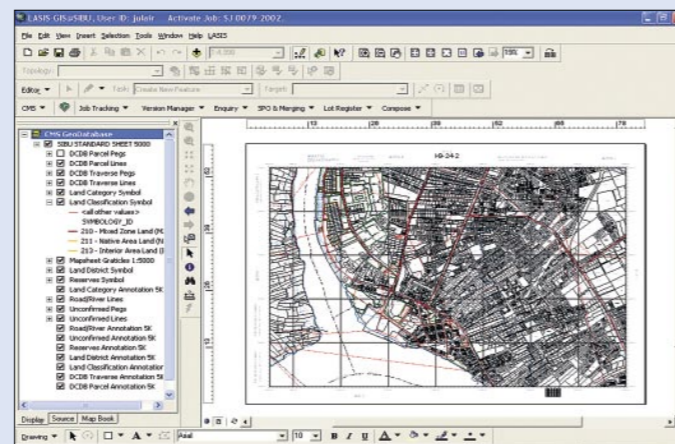 LASIS GIS@SIBU, User ID: julair Activate Job: SJ 0079 2002.
File Edit View Insert Selection Tools Window Help LASIS
Topology:
Editor Task: Create New Feature Target:
CMS Job Tracking Version Manager Enquiry SPO & Merging Lot Register Compose
CMS GeoDatabase
SIBU STANDARD SHEET 5000
DCDB Parcel Pegs
DCDB Parcel Lines
DCDB Traverse Pegs
DCDB Traverse Lines
Land Category Symbol
Land Classification Symbol
<all other values>
SYMBOLOGY_ID
210 - Mixed Zone Land (M
211 - Native Area Land (N
213 - Interior Area Land (I
Mapsheet Graticles 1:5000
Land District Symbol
Reserves Symbol
Land Category Annotation 5K
Road/River Lines
Unconfirmed Pegs
Unconfirmed Lines
Road/River Annotation 5K
Unconfirmed Annotation 5K
Reserves Annotation 5K
Land District Annotation 5K
Land Classification Annotation
DCDB Traverse Annotation 5K
DCDB Parcel Annotation 5K
Display Source Map Book
Drawing A Arial 10 B I U A